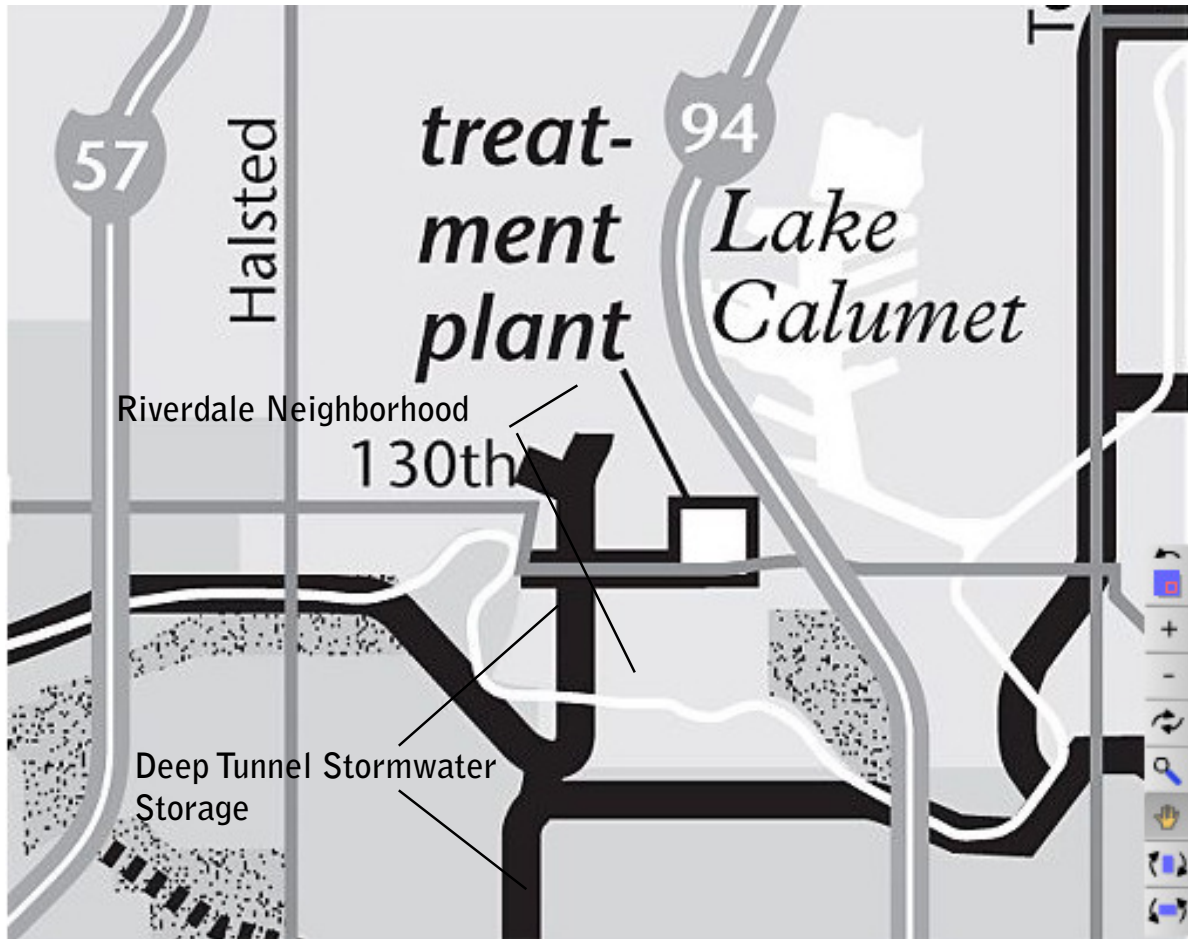 57
Halsted
treat-
ment
plant
94
Lake
Calumet
Riverdale Neighborhood
130th
Deep Tunnel Stormwater
Storage
+
-